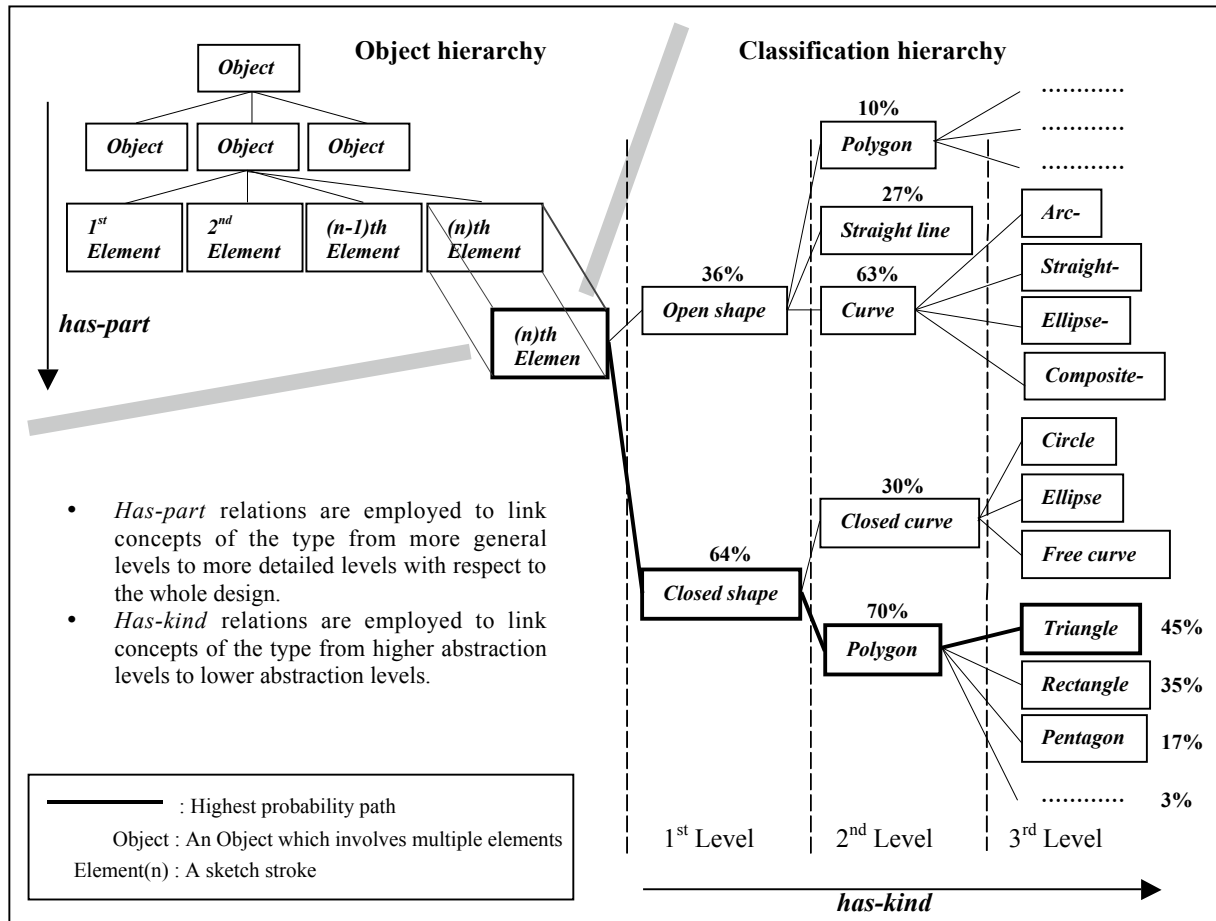 Object hierarchy
Classification hierarchy
Object
Object
Object
Object
1st
Element
2nd
Element
(n-1)th
Element
(n)th
Element
has-part
(n)th
Elemen
36%
Open shape
10%
Polygon
27%
Straight line
63%
Curve
............
............
............
Arc-
Straight-
Ellipse-
Composite-
64%
Closed shape
30%
Closed curve
70%
Polygon
Circle
Ellipse
Free curve
Triangle 45%
Rectangle 35%
Pentagon 17%
............ 3%
• Has-part relations are employed to link
concepts of the type from more general
levels to more detailed levels with respect to
the whole design.
• Has-kind relations are employed to link
concepts of the type from higher abstraction
levels to lower abstraction levels.
: Highest probability path
Object : An Object which involves multiple elements
Element(n) : A sketch stroke
1st Level
2nd Level
3rd Level
has-kind